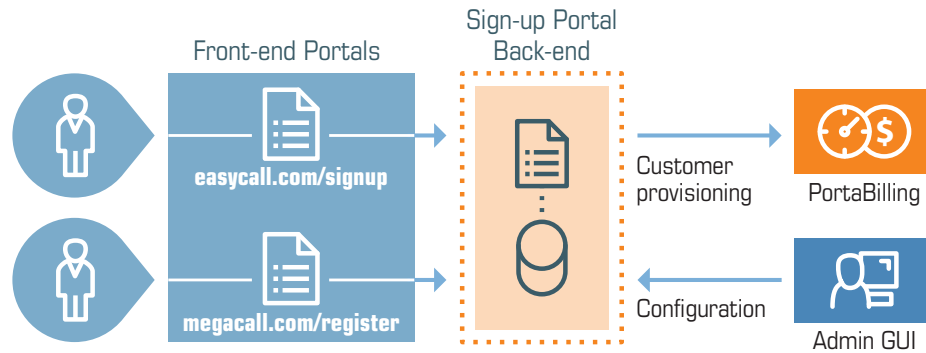 Sign-up Portal
Back-end
Front-end Portals
easycall.com/signup
megacall.com/register
Customer
provisioning
$
PortaBilling
Configuration
Admin GUI